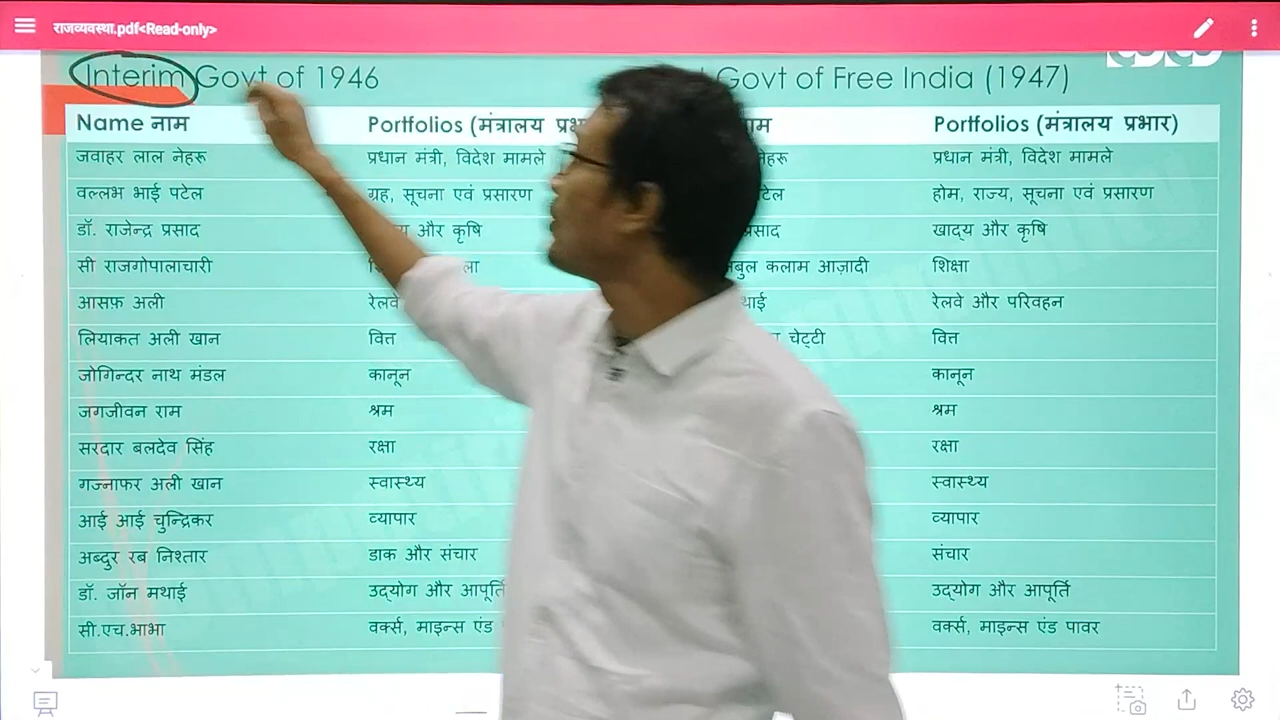 राजव्यवस्था.pdf<Read-only>
Interim Govt of 1946
Govt of Free India (1947)
Name नाम Portfolios (मंत्रालय Portfolios (मंत्रालय प्रभार)
जवाहर लाल नेहरू प्रधान मंत्री, विदेश मामले प्रधान मंत्री, विदेश मामले
वल्लभ भाई पटेल ग्रह, सूचना एवं प्रसारण होम, राज्य, सूचना एवं प्रसारण
डॉ. राजेन्द्र प्रसाद और कृषि खाद्य और कृषि
सी राजगोपालाचारी कलाम आज़ादी शिक्षा
आसफ़ अली रेलवे रेलवे और परिवहन
लियाकत अली खान वित्त चेट्टी वित्त
जोगिन्दर नाथ मंडल कानून कानून
जगजीवन राम श्रम श्रम
सरदार बलदेव सिंह रक्षा रक्षा
गज्नाफर अली खान स्वास्थ्य स्वास्थ्य
आई आई चुन्द्रिकर व्यापार व्यापार
अब्दुर रब निश्तार डाक और संचार संचार
डॉ. जॉन मथाई उद्योग और आपूर्ति उद्योग और आपूर्ति
सी.एच.भाभा वर्क्स, माइन्स एंड वर्क्स, माइन्स एंड पावर